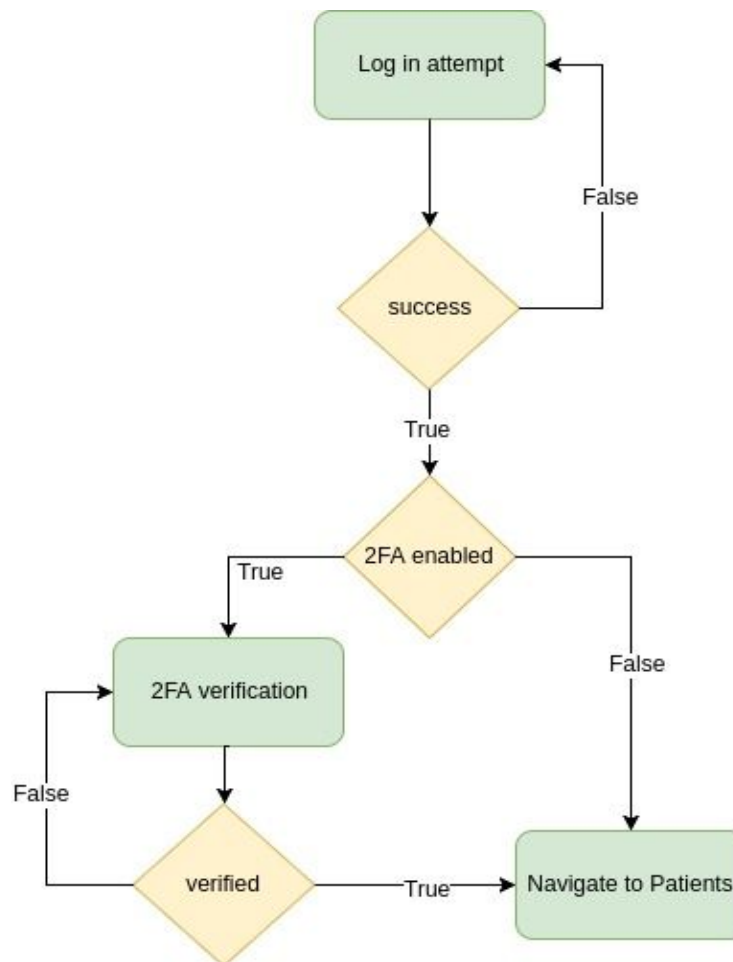 Log in attempt
False
success
True
2FA enabled
True
False
2FA verification
False
verified
True
Navigate to Patients